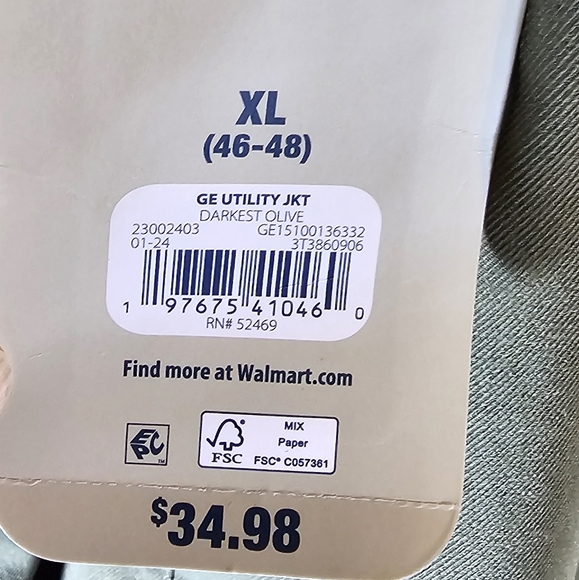 XL
(46-48)
GE UTILITY JKT
DARKEST OLIVE
23002403 GE15100136332
01-24 3T3860906
1 97675 41046 0
RN# 52469
Find more at Walmart.com
EPC™
FSC
MIX
Paper
FSC® C057361
$34.98